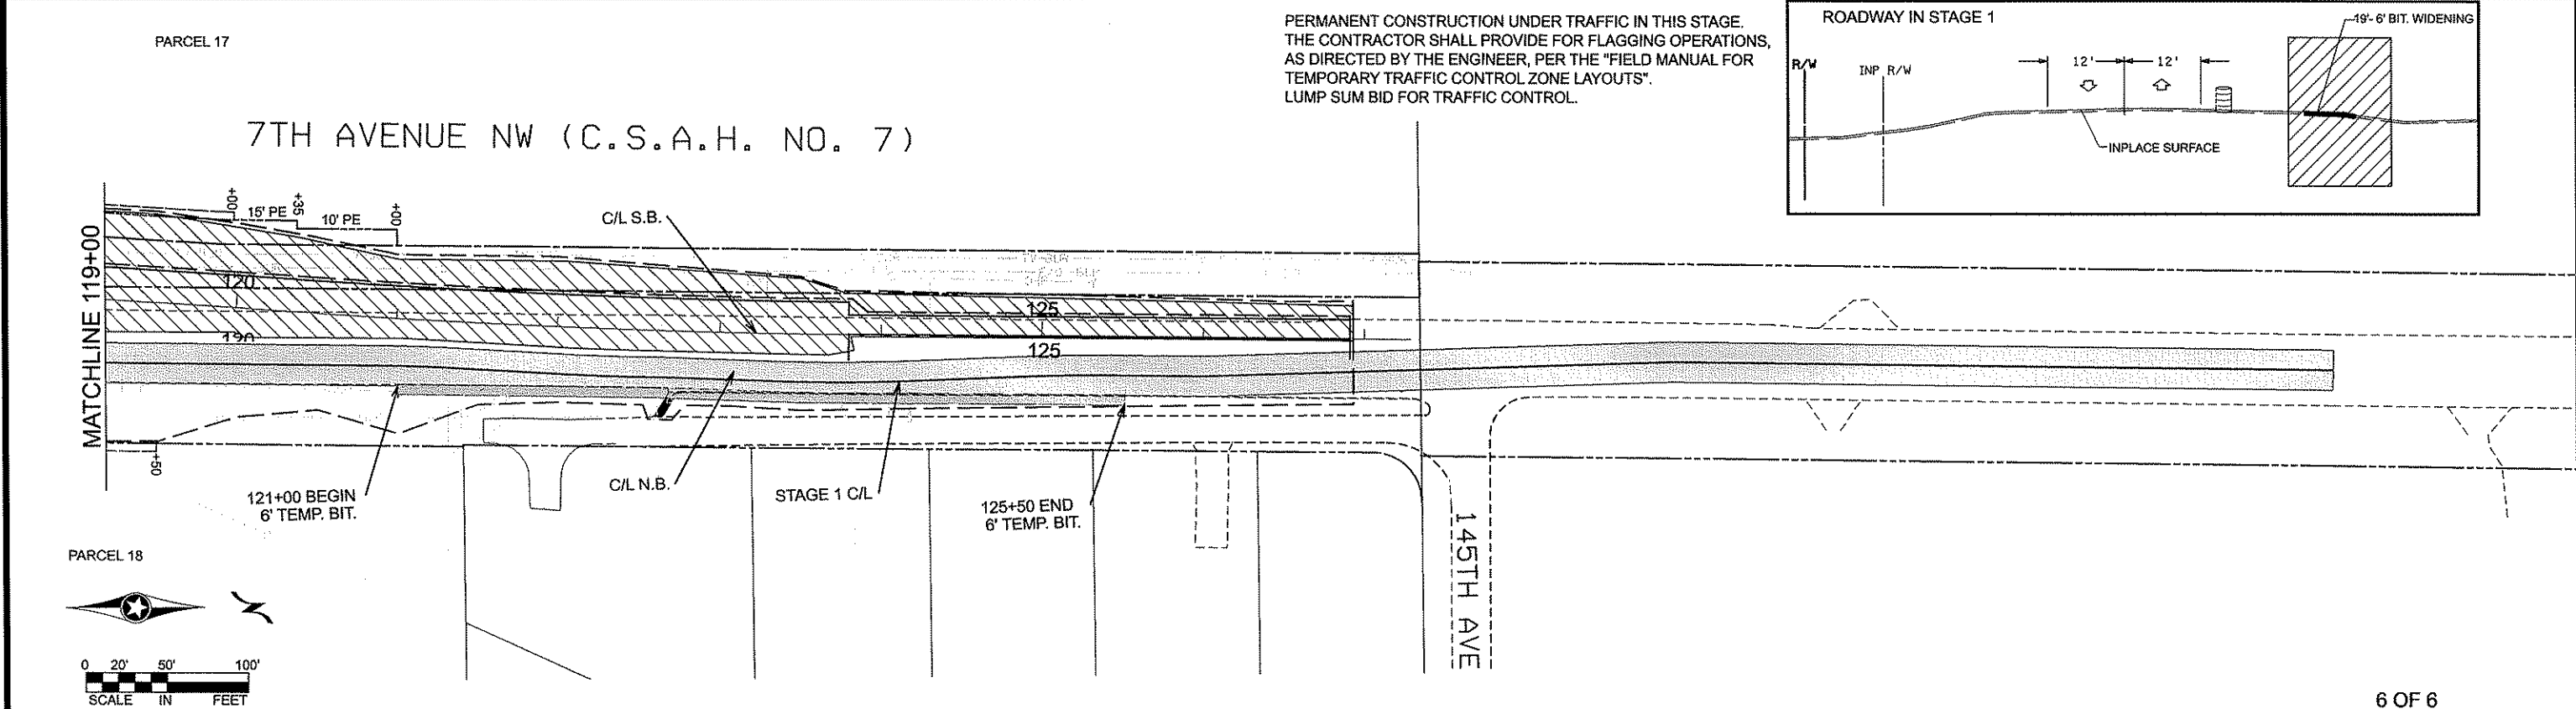 PARCEL 17
PERMANENT CONSTRUCTION UNDER TRAFFIC IN THIS STAGE.
THE CONTRACTOR SHALL PROVIDE FOR FLAGGING OPERATIONS,
AS DIRECTED BY THE ENGINEER, PER THE "FIELD MANUAL FOR
TEMPORARY TRAFFIC CONTROL ZONE LAYOUTS".
LUMP SUM BID FOR TRAFFIC CONTROL.
ROADWAY IN STAGE 1
19'- 6' BIT. WIDENING
R/W
INP R/W
12'
12'
INPLACE SURFACE
7TH AVENUE NW (C.S.A.H. NO. 7)
MATCHLINE 119+00
+00
15' PE
+35
10' PE
+00
C/L S.B.
120
125
120
125
+50
121+00 BEGIN
6' TEMP. BIT.
C/L N.B.
STAGE 1 C/L
125+50 END
6' TEMP. BIT.
145TH AVE
PARCEL 18
N
0 20' 50' 100'
SCALE IN FEET
6 OF 6